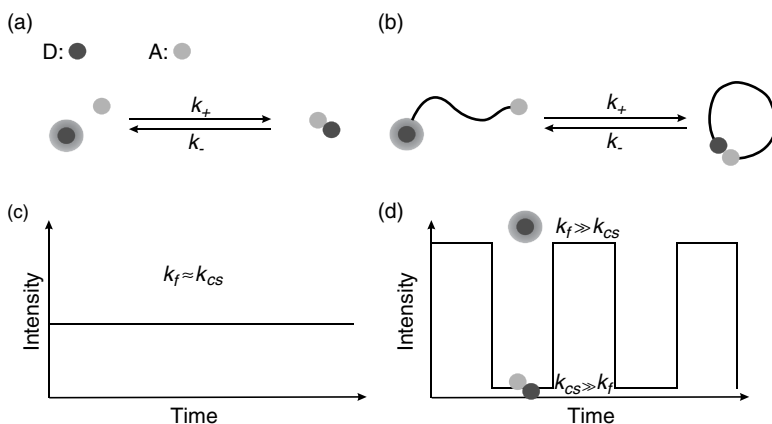 (a)
D: A:
k+
k-
(b)
k+
k-
(c)
Intensity
kf≈kcs
Time
(d)
Intensity
kf≫kcs
kcs≫kf
Time